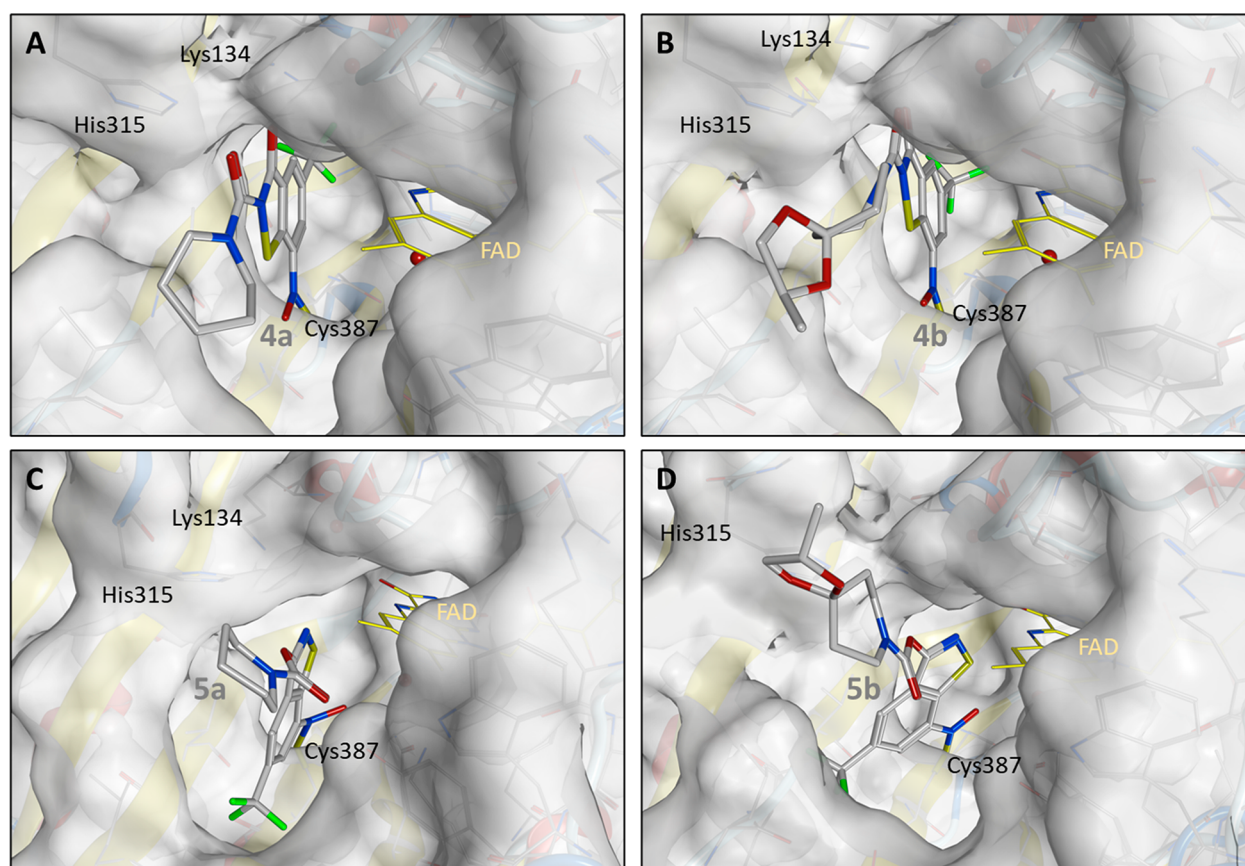 A
Lys134
His315
FAD
Cys387
4a
B
Lys134
His315
FAD
Cys387
4b
C
Lys134
His315
FAD
5a
Cys387
D
His315
FAD
5b
Cys387